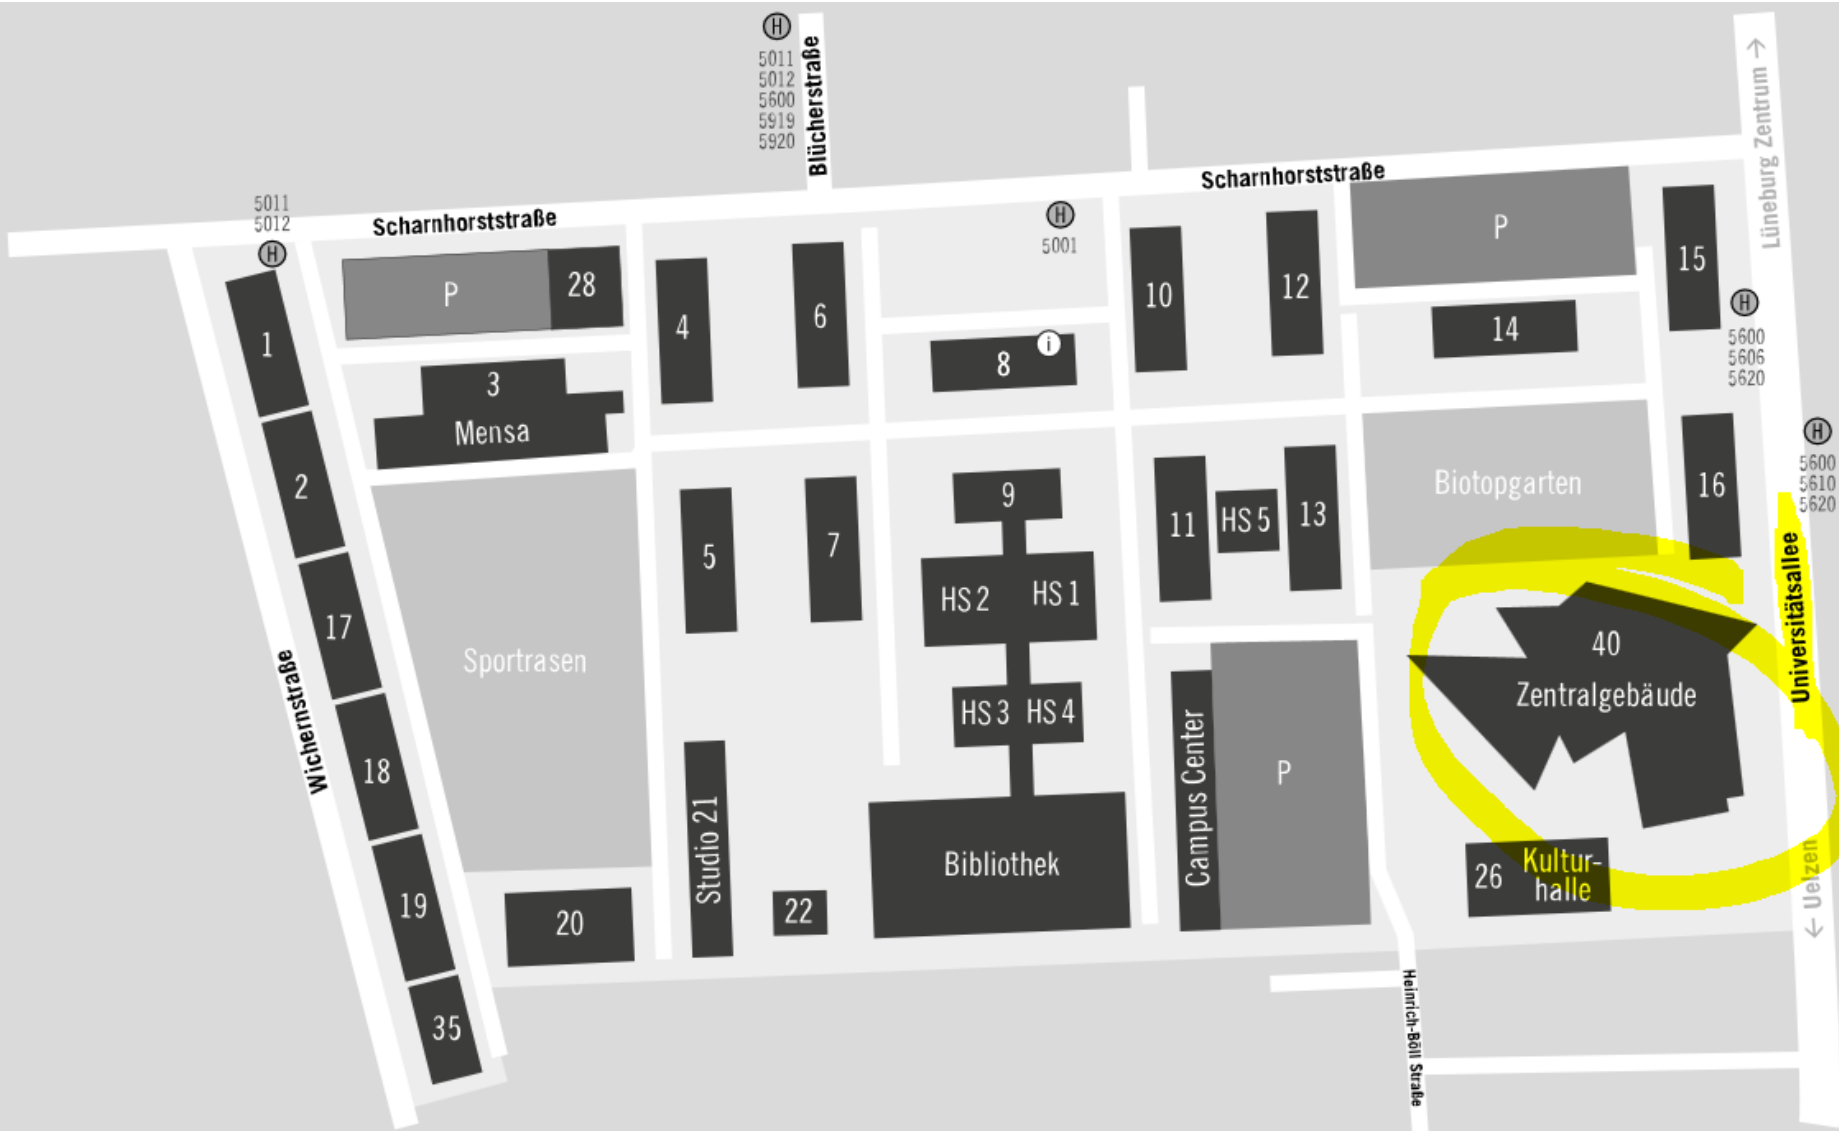 H
5011
5012
5600
5919
5920
Blücherstraße
Lüneburg Zentrum →
Scharnhorststraße
5011
5012
H
Scharnhorststraße
H
5001
P
15
P
28
4
6
10
12
1
8
i
14
H
5600
5606
5620
3
Mensa
H
5600
5610
5620
2
9
Biotopgarten
16
5
7
HS 2
HS 1
11
HS 5
13
17
Sportrasen
40
Zentralgebäude
Universitätsallee
Wichernstraße
18
HS 3
HS 4
P
Campus Center
Studio 21
Bibliothek
26
Kultur-
halle
← Uelzen
19
20
22
35
Heinrich-Böll Straße